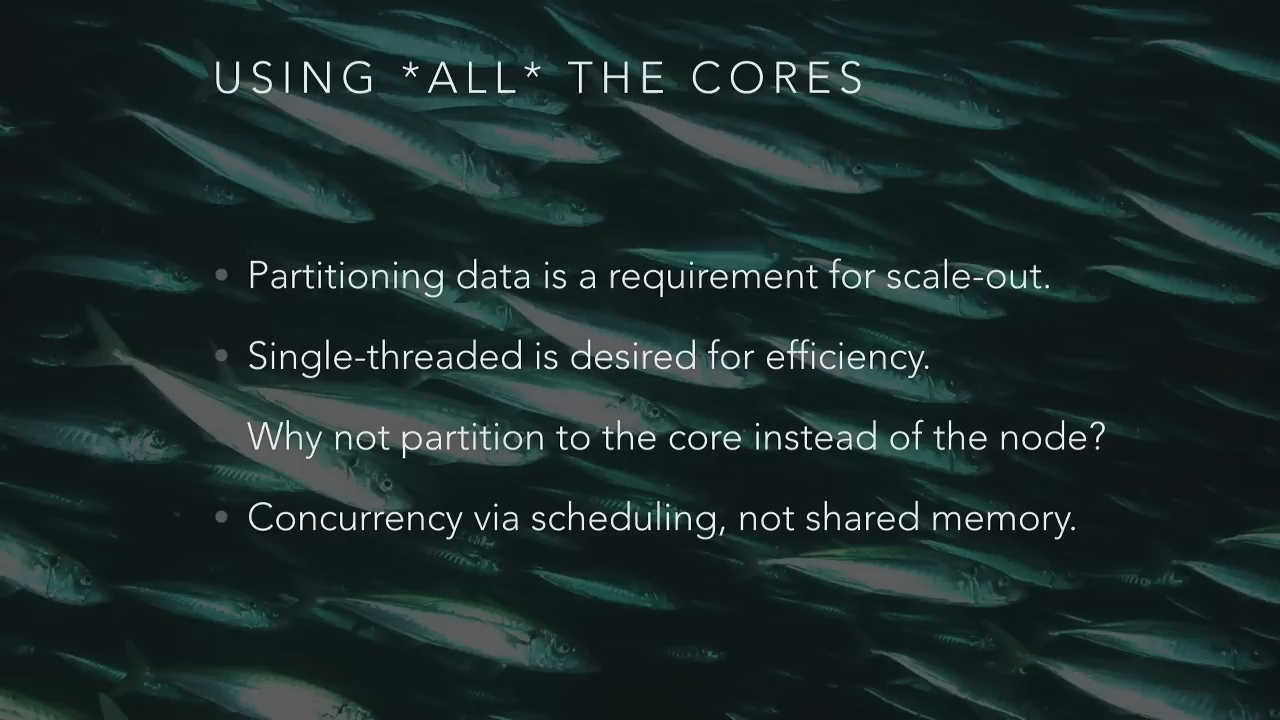 USING *ALL* THE CORES
• Partitioning data is a requirement for scale-out.
• Single-threaded is desired for efficiency.
Why not partition to the core instead of the node?
• Concurrency via scheduling, not shared memory.